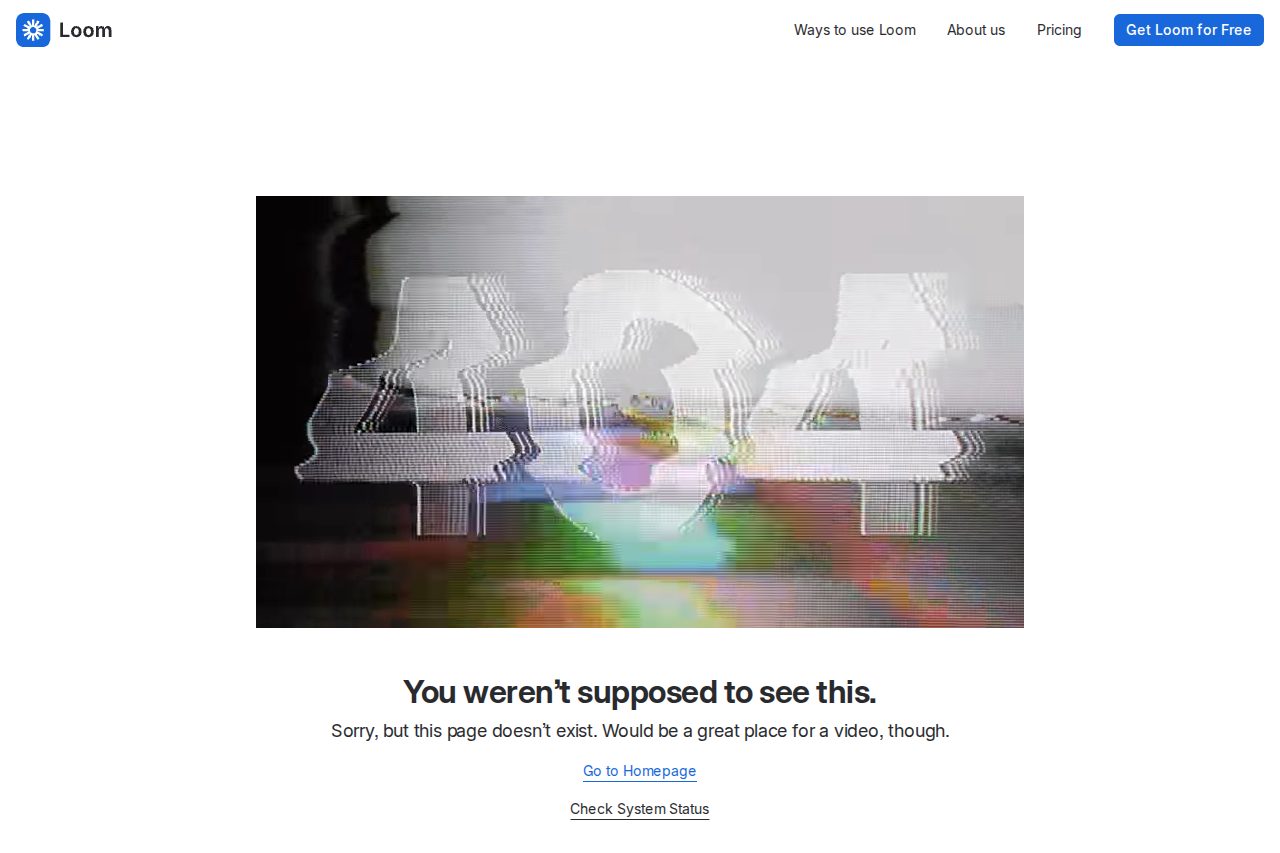 Loom
Ways to use Loom
About us
Pricing
Get Loom for Free
404
You weren’t supposed to see this.
Sorry, but this page doesn’t exist. Would be a great place for a video, though.
Go to Homepage
Check System Status